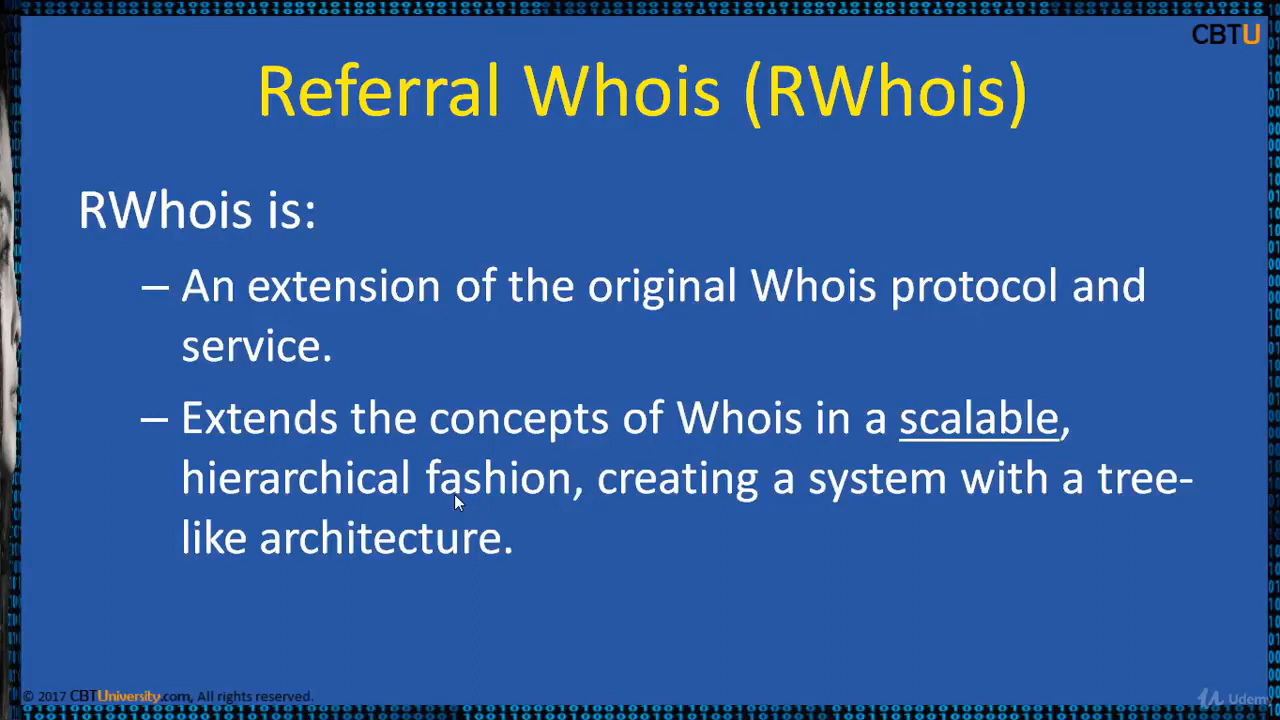 CBTU
Referral Whois (RWhois)
RWhois is:
– An extension of the original Whois protocol and
service.
– Extends the concepts of Whois in a scalable,
hierarchical fashion, creating a system with a tree-
like architecture.
© 2017 CBTUniversity.com, All rights reserved.
Udemy